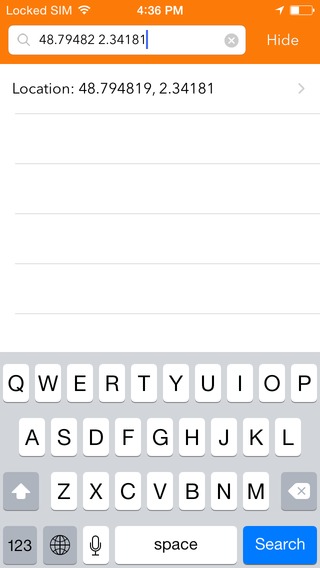 Locked SIM 4:36 PM
48.79482 2.34181 Hide
Location: 48.794819, 2.34181
Q W E R T Y U I O P
A S D F G H J K L
Z X C V B N M
123 space Search